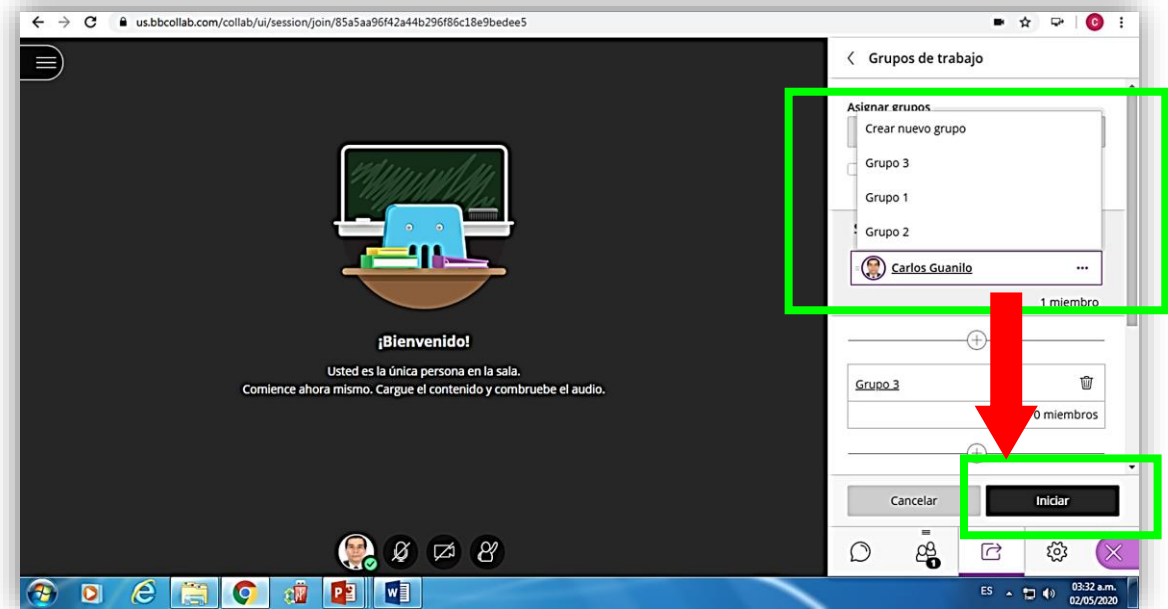 us.bbcollab.com/collab/ui/session/join/85a5aa96f42a44b296f86c18e9bedee5
C
Grupos de trabajo
Asignar grupos
Crear nuevo grupo
Grupo 3
Grupo 1
Grupo 2
Carlos Guanilo
1 miembro
¡Bienvenido!
Usted es la única persona en la sala.
Comience ahora mismo. Cargue el contenido y combruebe el audio.
Grupo 3
0 miembros
Cancelar
Iniciar
1
ES
03:32 a.m.
02/05/2020